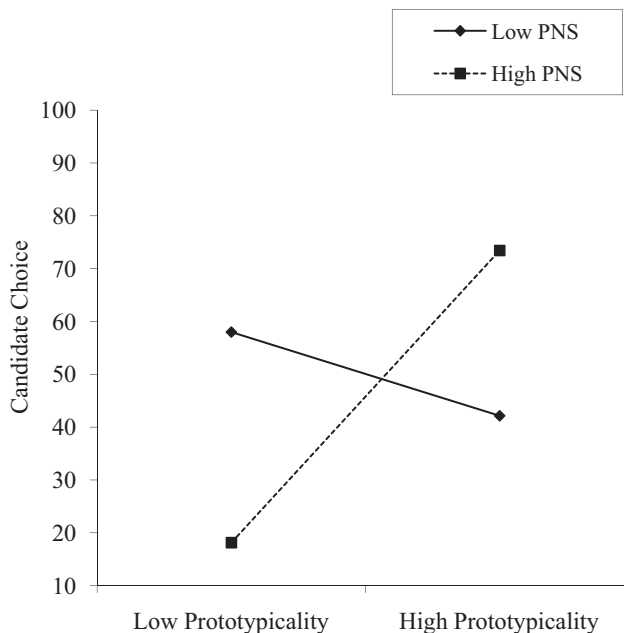 Low PNS
High PNS
100
90
80
70
60
50
40
30
20
10
Candidate Choice
Low Prototypicality
High Prototypicality